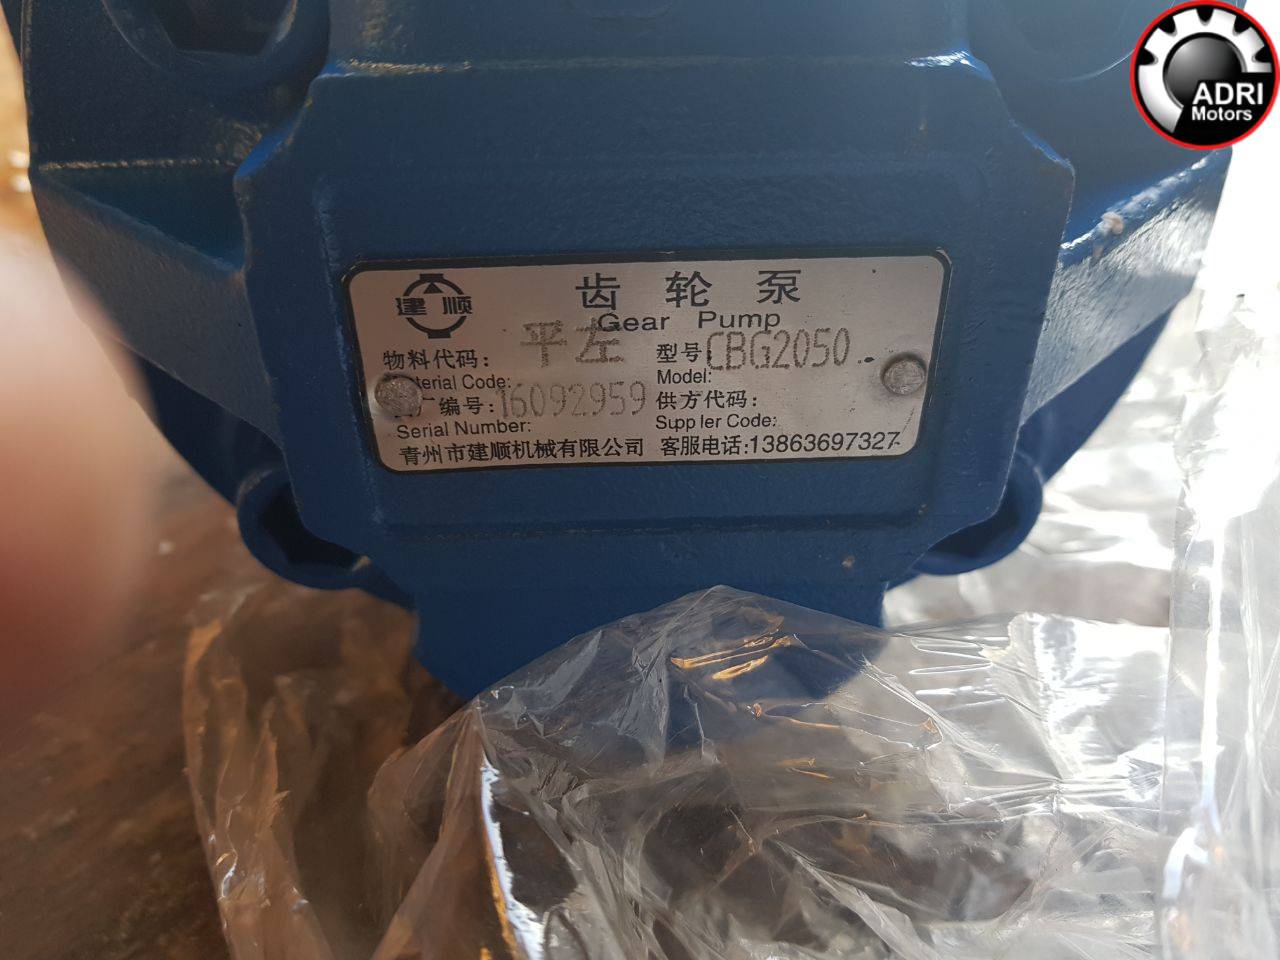 ADRI
Motors
建顺
齿轮泵
Gear Pump
物料代码: 平左
Material Code:
型号 CBG2050
Model:
编号: 16092959
Serial Number:
供方代码:
Suppler Code:
青州市建顺机械有限公司 客服电话:13863697327